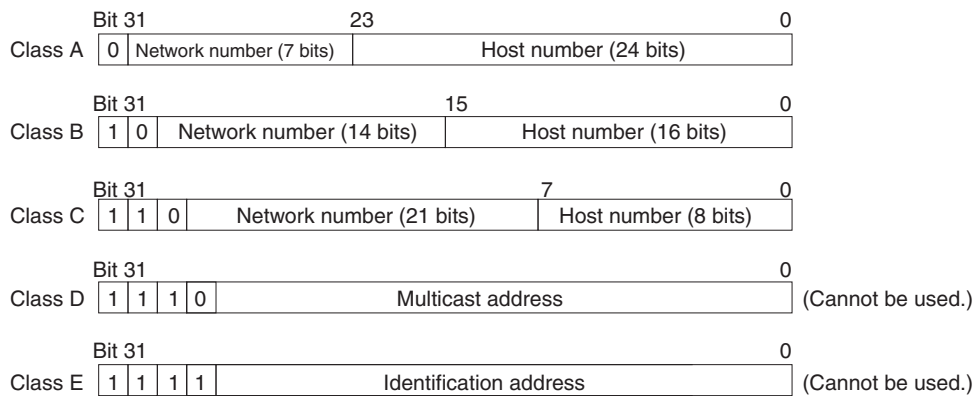 Bit 31 23 0
Class A 0 Network number (7 bits) Host number (24 bits)
Bit 31 15 0
Class B 1 0 Network number (14 bits) Host number (16 bits)
Bit 31 7 0
Class C 1 1 0 Network number (21 bits) Host number (8 bits)
Bit 31 0
Class D 1 1 1 0 Multicast address (Cannot be used.)
Bit 31 0
Class E 1 1 1 1 Identification address (Cannot be used.)